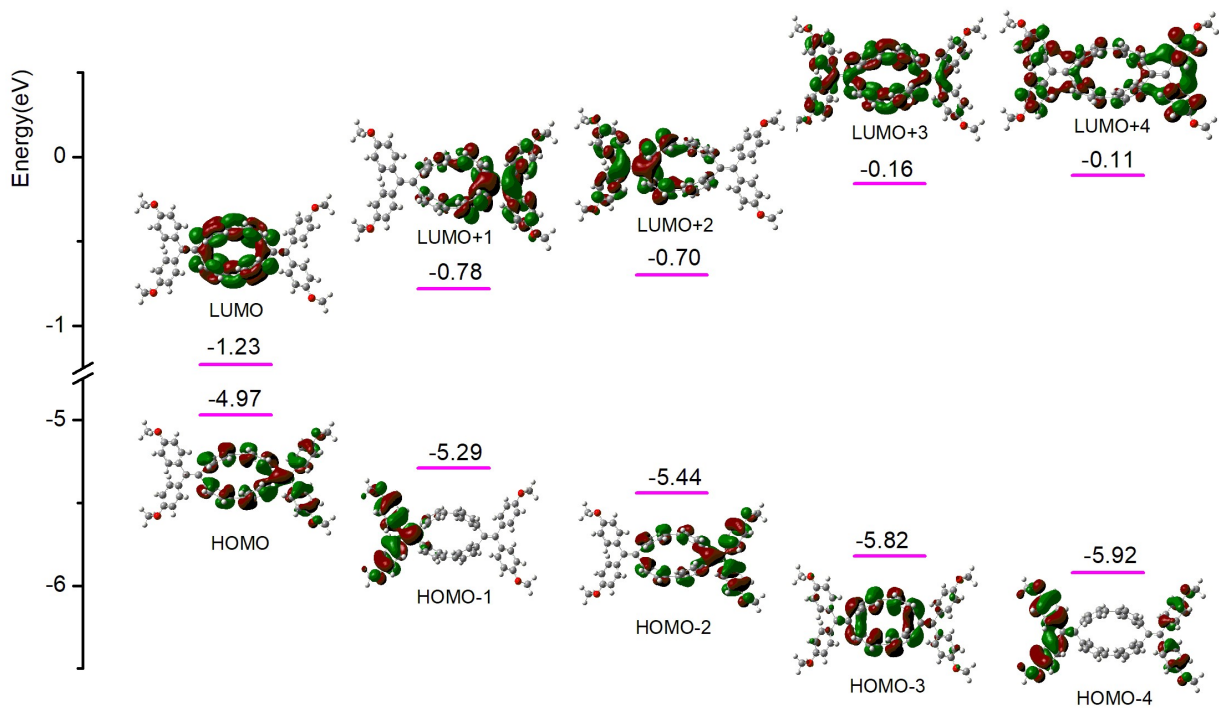 Energy(eV)
0
-1
-5
-6
LUMO
-1.23
LUMO+1
-0.78
LUMO+2
-0.70
LUMO+3
-0.16
LUMO+4
-0.11
-4.97
HOMO
-5.29
HOMO-1
-5.44
HOMO-2
-5.82
HOMO-3
-5.92
HOMO-4